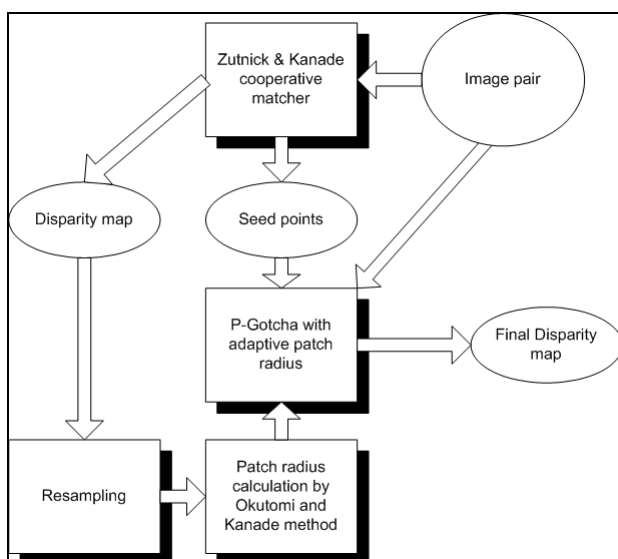 Zutnick & Kanade
cooperative
matcher
Image pair
Disparity map
Seed points
P-Gotcha with
adaptive patch
radius
Final Disparity
map
Resampling
Patch radius
calculation by
Okutomi and
Kanade method